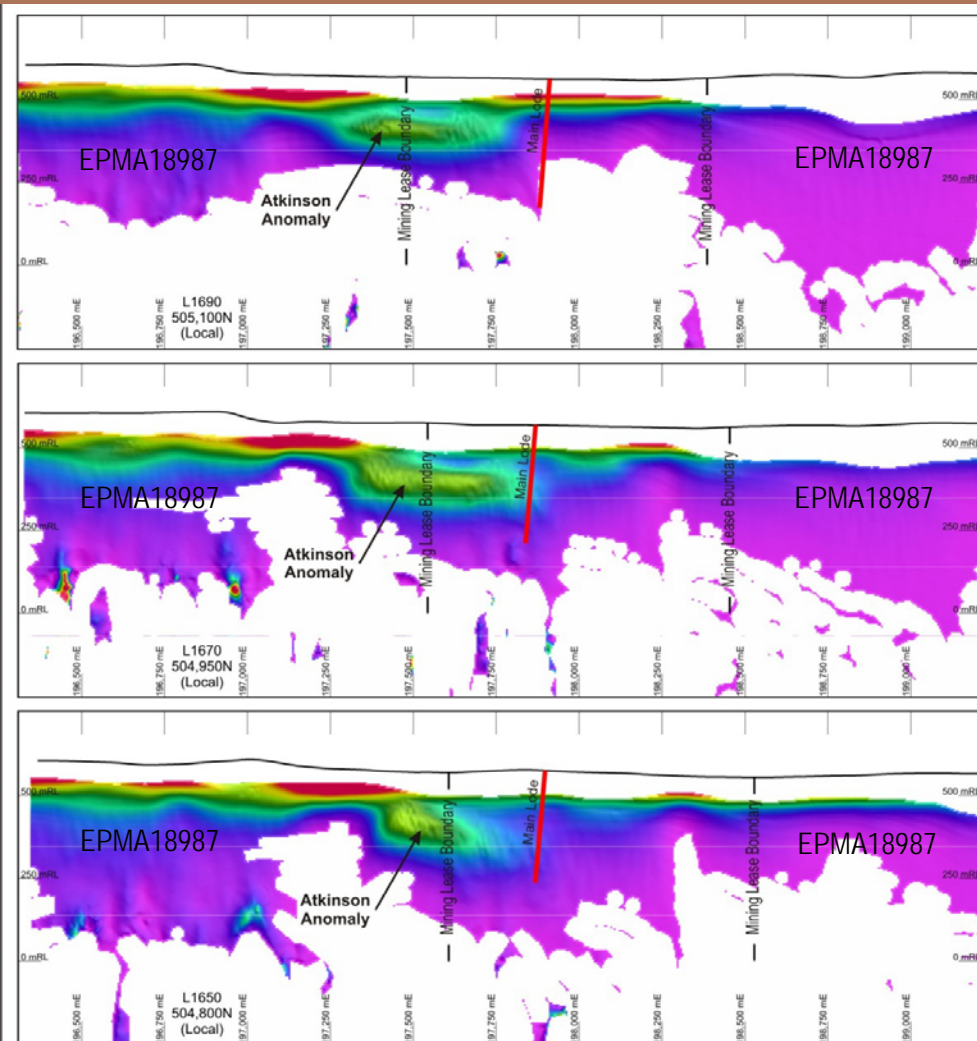 500 mRL
500 mRL
EPMA18987
EPMA18987
Main Lode
Mining Lease Boundary
Mining Lease Boundary
250 mRL
250 mRL
Atkinson
Anomaly
0 mRL
0 mRL
L1690
505,100N
(Local)
196,500 mE
196,750 mE
197,000 mE
197,250 mE
197,500 mE
197,750 mE
198,000 mE
198,250 mE
198,500 mE
198,750 mE
199,000 mE
500 mRL
500 mRL
EPMA18987
EPMA18987
Main Lode
Mining Lease Boundary
Mining Lease Boundary
250 mRL
250 mRL
Atkinson
Anomaly
0 mRL
0 mRL
L1670
504,950N
(Local)
196,500 mE
196,750 mE
197,000 mE
197,250 mE
197,500 mE
197,750 mE
198,000 mE
198,250 mE
198,500 mE
198,750 mE
199,000 mE
500 mRL
500 mRL
EPMA18987
EPMA18987
Main Lode
Mining Lease Boundary
Mining Lease Boundary
250 mRL
250 mRL
Atkinson
Anomaly
0 mRL
0 mRL
L1650
504,800N
(Local)
196,500 mE
196,750 mE
197,000 mE
197,250 mE
197,500 mE
197,750 mE
198,000 mE
198,250 mE
198,500 mE
198,750 mE
199,000 mE